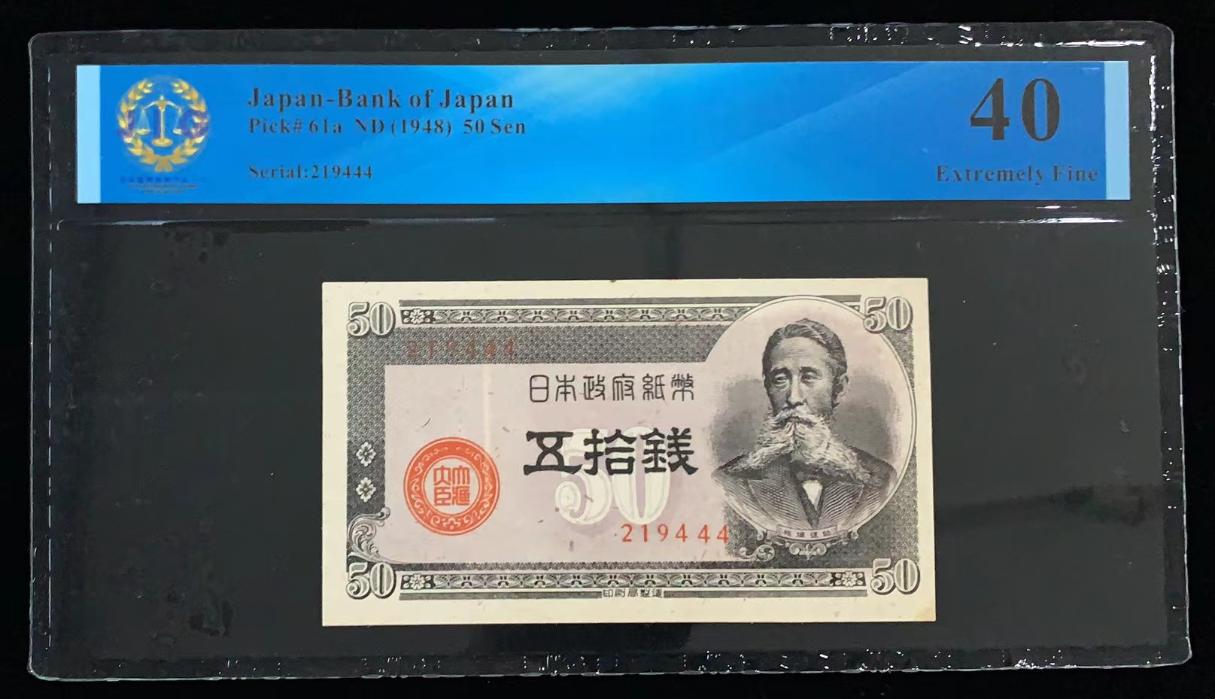 Japan-Bank of Japan
Pick# 61a ND (1948) 50 Sen
Serial:219444
40
Extremely Fine
50
50
219444
日本政府紙幣
五拾銭
50
219444
50
50